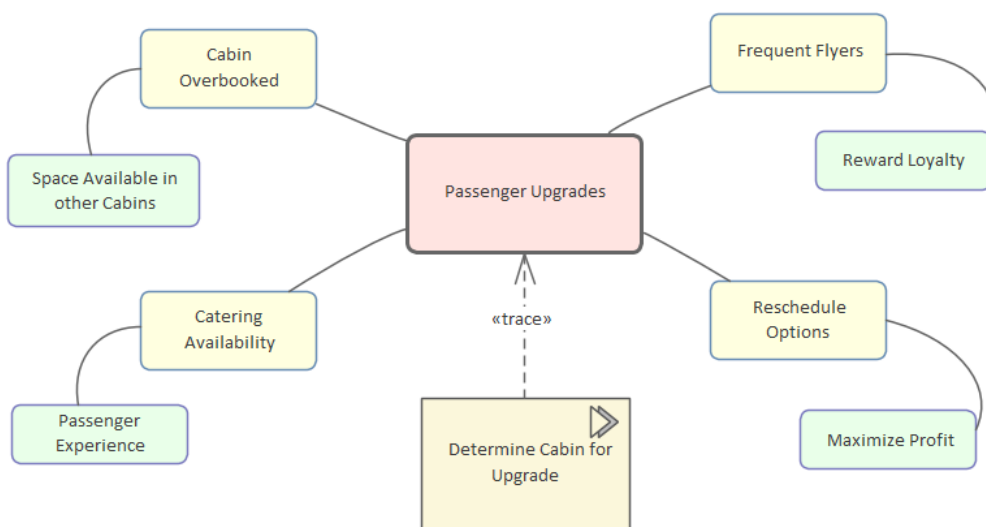 Cabin
Overbooked
Frequent Flyers
Space Available in
other Cabins
Passenger Upgrades
Reward Loyalty
Catering
Availability
«trace»
Reschedule
Options
Passenger
Experience
Determine Cabin for
Upgrade
Maximize Profit